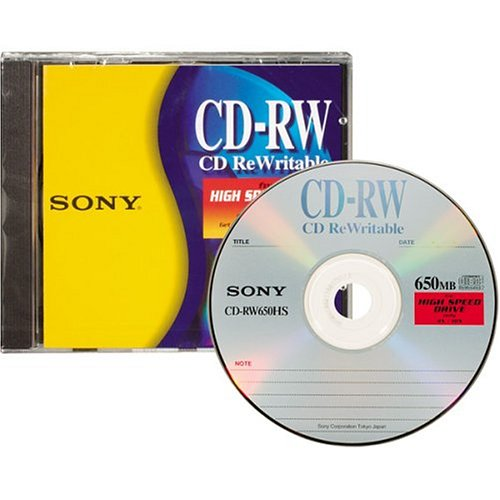 CD-RW
CD ReWritable
SONY
HIGH SPE
CD-RW
CD ReWritable
TITLE
DATE
SONY
650MB
CD-RW650HS
HIGH SPEED
DRIVE
NOTE
Sony Corporation Tokyo Japan